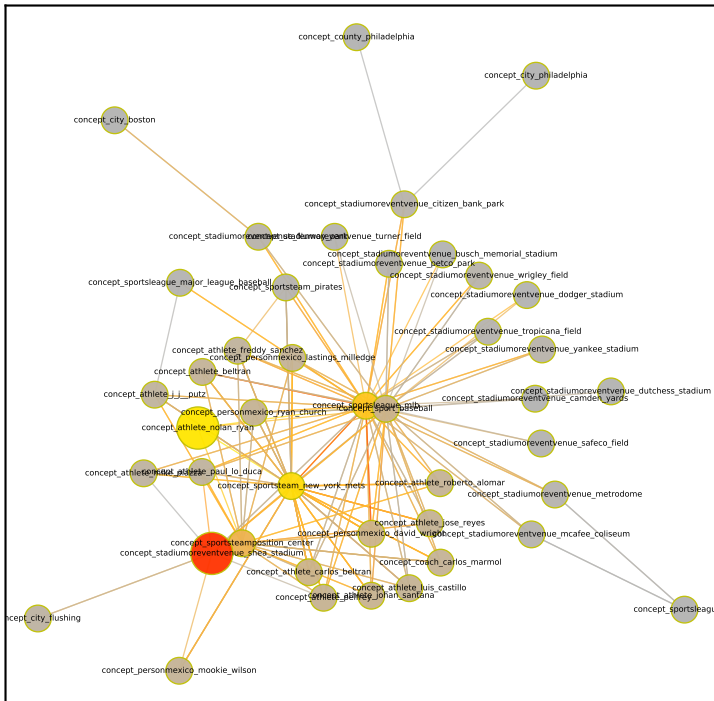 concept_county_philadelphia
concept_city_philadelphia
concept_city_boston
concept_stadiumoreventvenue_citizen_bank_park
concept_stadiumoreventvenue_turner_field
concept_stadiumoreventvenue_busch_memorial_stadium
concept_stadiumoreventvenue_petco_park
concept_stadiumoreventvenue_wrigley_field
concept_sportsleague_major_league_baseball
concept_sportsteam_pirates
concept_stadiumoreventvenue_dodger_stadium
concept_stadiumoreventvenue_tropicana_field
concept_stadiumoreventvenue_yankee_stadium
concept_athlete_freddy_sanchez
concept_personmexico_lastings_milledge
concept_athlete_beltran
concept_athlete_j_j__putz
concept_stadiumoreventvenue_dutchess_stadium
concept_stadiumoreventvenue_camden_yards
concept_sportsleague_mlb
concept_sport_baseball
concept_personmexico_ryan_church
concept_athlete_nolan_ryan
concept_stadiumoreventvenue_safeco_field
concept_athlete_paul_lo_duca
concept_sportsteam_new_york_mets
concept_athlete_roberto_alomar
concept_stadiumoreventvenue_metrodome
concept_athlete_jose_reyes
concept_personmexico_david_wright
concept_stadiumoreventvenue_mcafee_coliseum
concept_sportsteamposition_center
concept_stadiumoreventvenue_shea_stadium
concept_coach_carlos_marmol
concept_athlete_carlos_beltran
concept_athlete_luis_castillo
concept_athlete_johan_santana
concept_sportsleagu
ncept_city_flushing
concept_personmexico_mookie_wilson